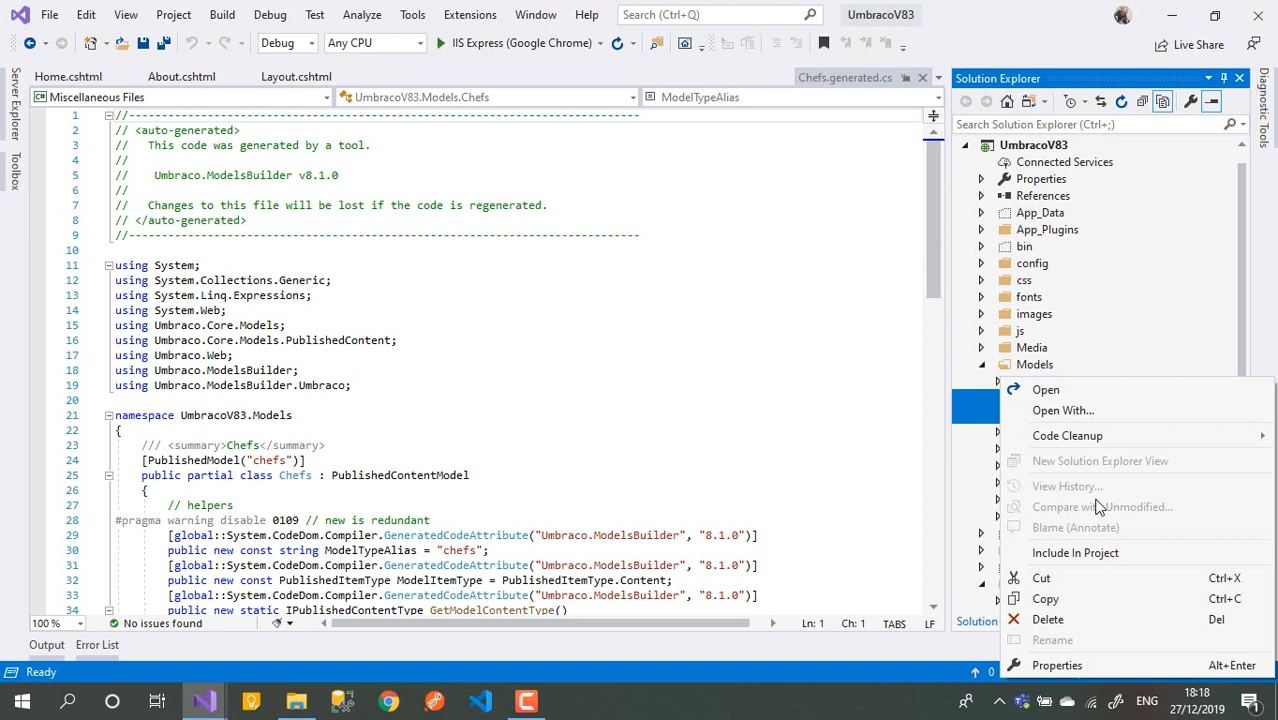 File Edit View Project Build Debug Test Analyze Tools Extensions Window Help Search (Ctrl+Q) UmbracoV83
Debug Any CPU IIS Express (Google Chrome) Live Share
Home.cshtml About.cshtml Layout.cshtml Chefs.generated.cs
Miscellaneous Files UmbracoV83.Models.Chefs ModelTypeAlias
Server Explorer
Toolbox
1 //--------------------------------------------------------------------------------
2 // <auto-generated>
3 //   This code was generated by a tool.
4 //
5 //    Umbraco.ModelsBuilder v8.1.0
6 //
7 //   Changes to this file will be lost if the code is regenerated.
8 // </auto-generated>
9 //--------------------------------------------------------------------------------
10
11 using System;
12 using System.Collections.Generic;
13 using System.Linq.Expressions;
14 using System.Web;
15 using Umbraco.Core.Models;
16 using Umbraco.Core.Models.PublishedContent;
17 using Umbraco.Web;
18 using Umbraco.ModelsBuilder;
19 using Umbraco.ModelsBuilder.Umbraco;
20
21 namespace UmbracoV83.Models
22 {
23 /// <summary>Chefs</summary>
24 [PublishedModel("chefs")]
25 public partial class Chefs : PublishedContentModel
26 {
27 // helpers
28 #pragma warning disable 0109 // new is redundant
29 [global::System.CodeDom.Compiler.GeneratedCodeAttribute("Umbraco.ModelsBuilder", "8.1.0")]
30 public new const string ModelTypeAlias = "chefs";
31 [global::System.CodeDom.Compiler.GeneratedCodeAttribute("Umbraco.ModelsBuilder", "8.1.0")]
32 public new const PublishedItemType ModelItemType = PublishedItemType.Content;
33 [global::System.CodeDom.Compiler.GeneratedCodeAttribute("Umbraco.ModelsBuilder", "8.1.0")]
34 public new static IPublishedContentType GetModelContentType()
100 % No issues found Ln: 1 Ch: 1 TABS LF
Output Error List
Ready
Solution Explorer
Search Solution Explorer (Ctrl+;)
UmbracoV83
Connected Services
Properties
References
App_Data
App_Plugins
bin
config
css
fonts
images
js
Media
Models
Solution
Diagnostic Tools
Open
Open With...
Code Cleanup
New Solution Explorer View
View History...
Compare with Unmodified...
Blame (Annotate)
Include In Project
Cut Ctrl+X
Copy Ctrl+C
Delete Del
Rename
Properties Alt+Enter
0
ENG
18:18
27/12/2019
1